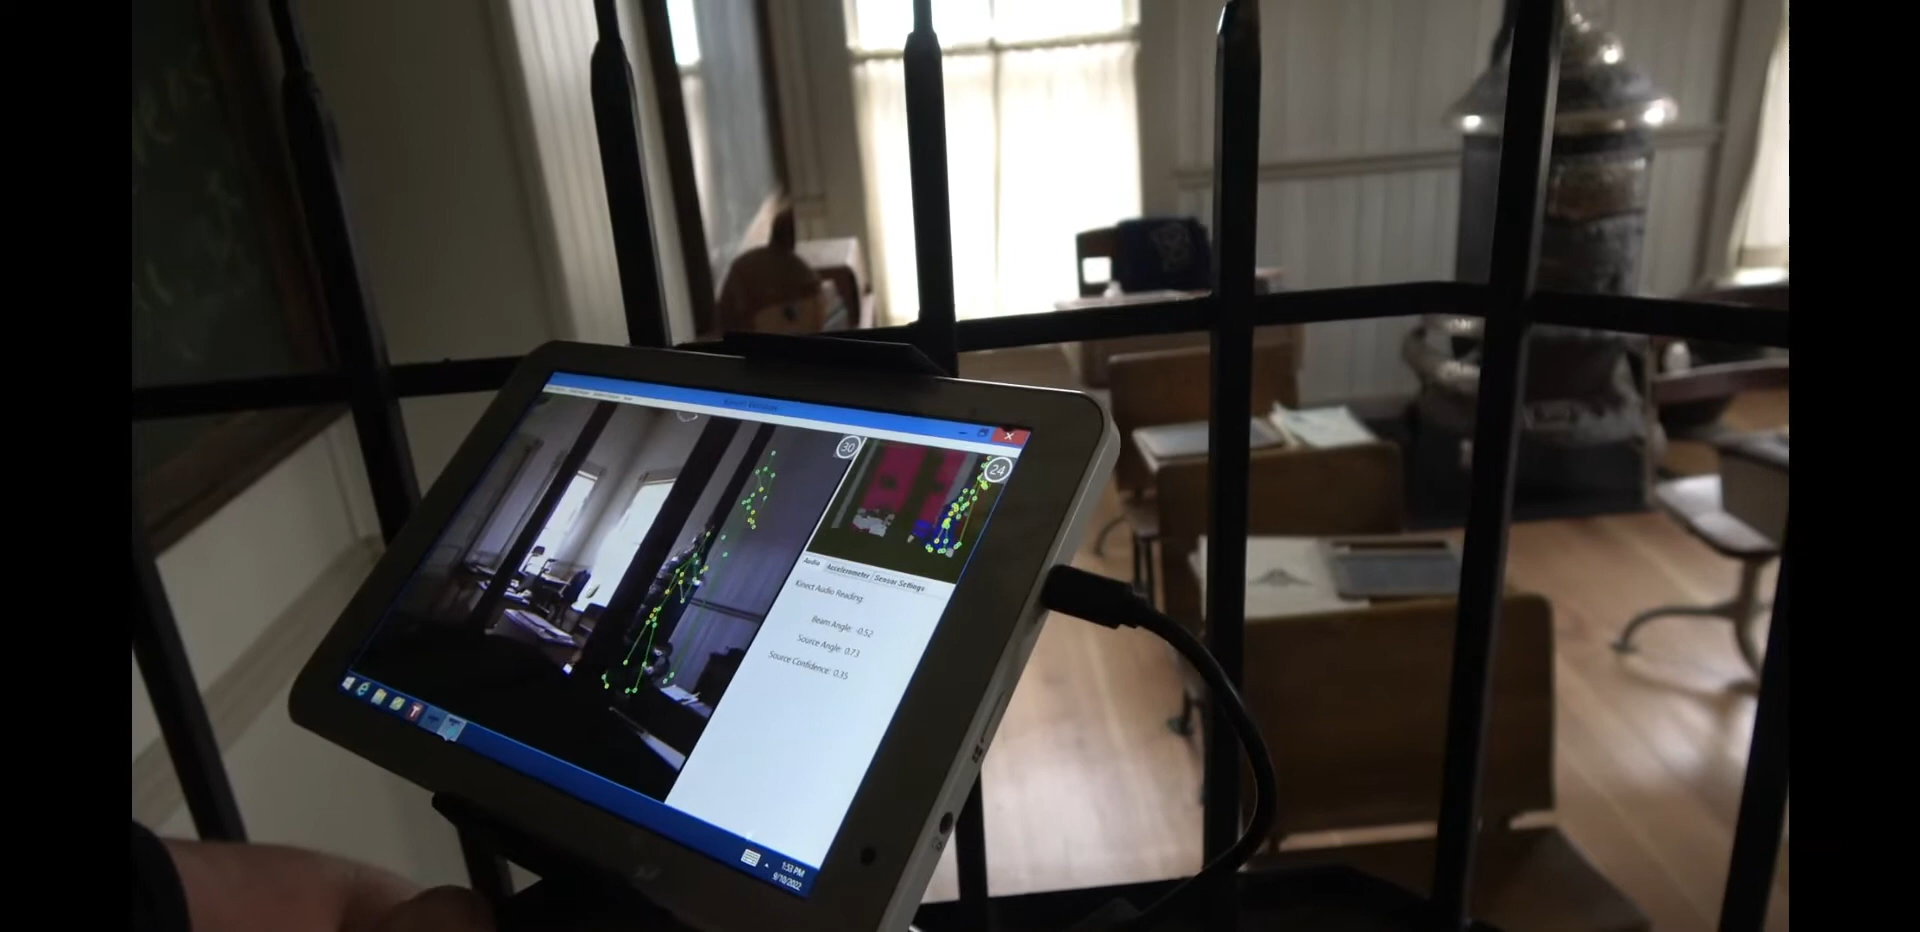 30
24
Audio Accelerometer Sensor Settings
Kinect Audio Reading
Beam Angle: -0.52
Source Angle: 0.73
Source Confidence: 0.35
1:53 PM
9/10/2022